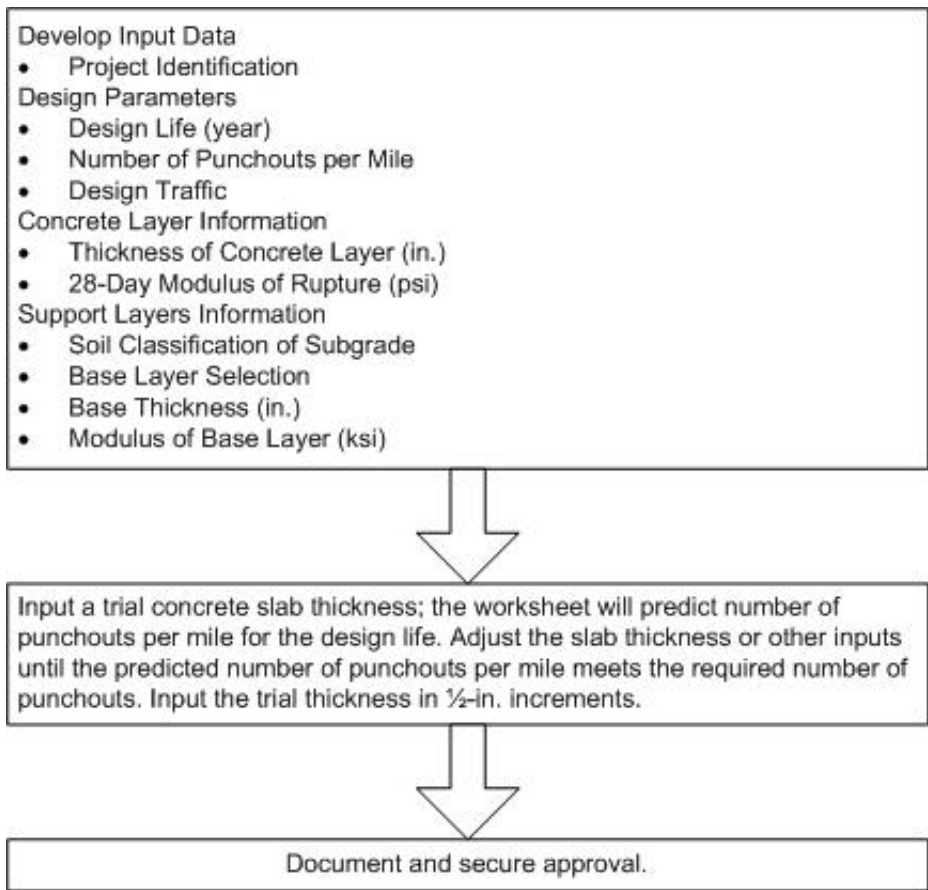 Develop Input Data
• Project Identification
Design Parameters
• Design Life (year)
• Number of Punchouts per Mile
• Design Traffic
Concrete Layer Information
• Thickness of Concrete Layer (in.)
• 28-Day Modulus of Rupture (psi)
Support Layers Information
• Soil Classification of Subgrade
• Base Layer Selection
• Base Thickness (in.)
• Modulus of Base Layer (ksi)
Input a trial concrete slab thickness; the worksheet will predict number of
punchouts per mile for the design life. Adjust the slab thickness or other inputs
until the predicted number of punchouts per mile meets the required number of
punchouts. Input the trial thickness in ½-in. increments.
Document and secure approval.